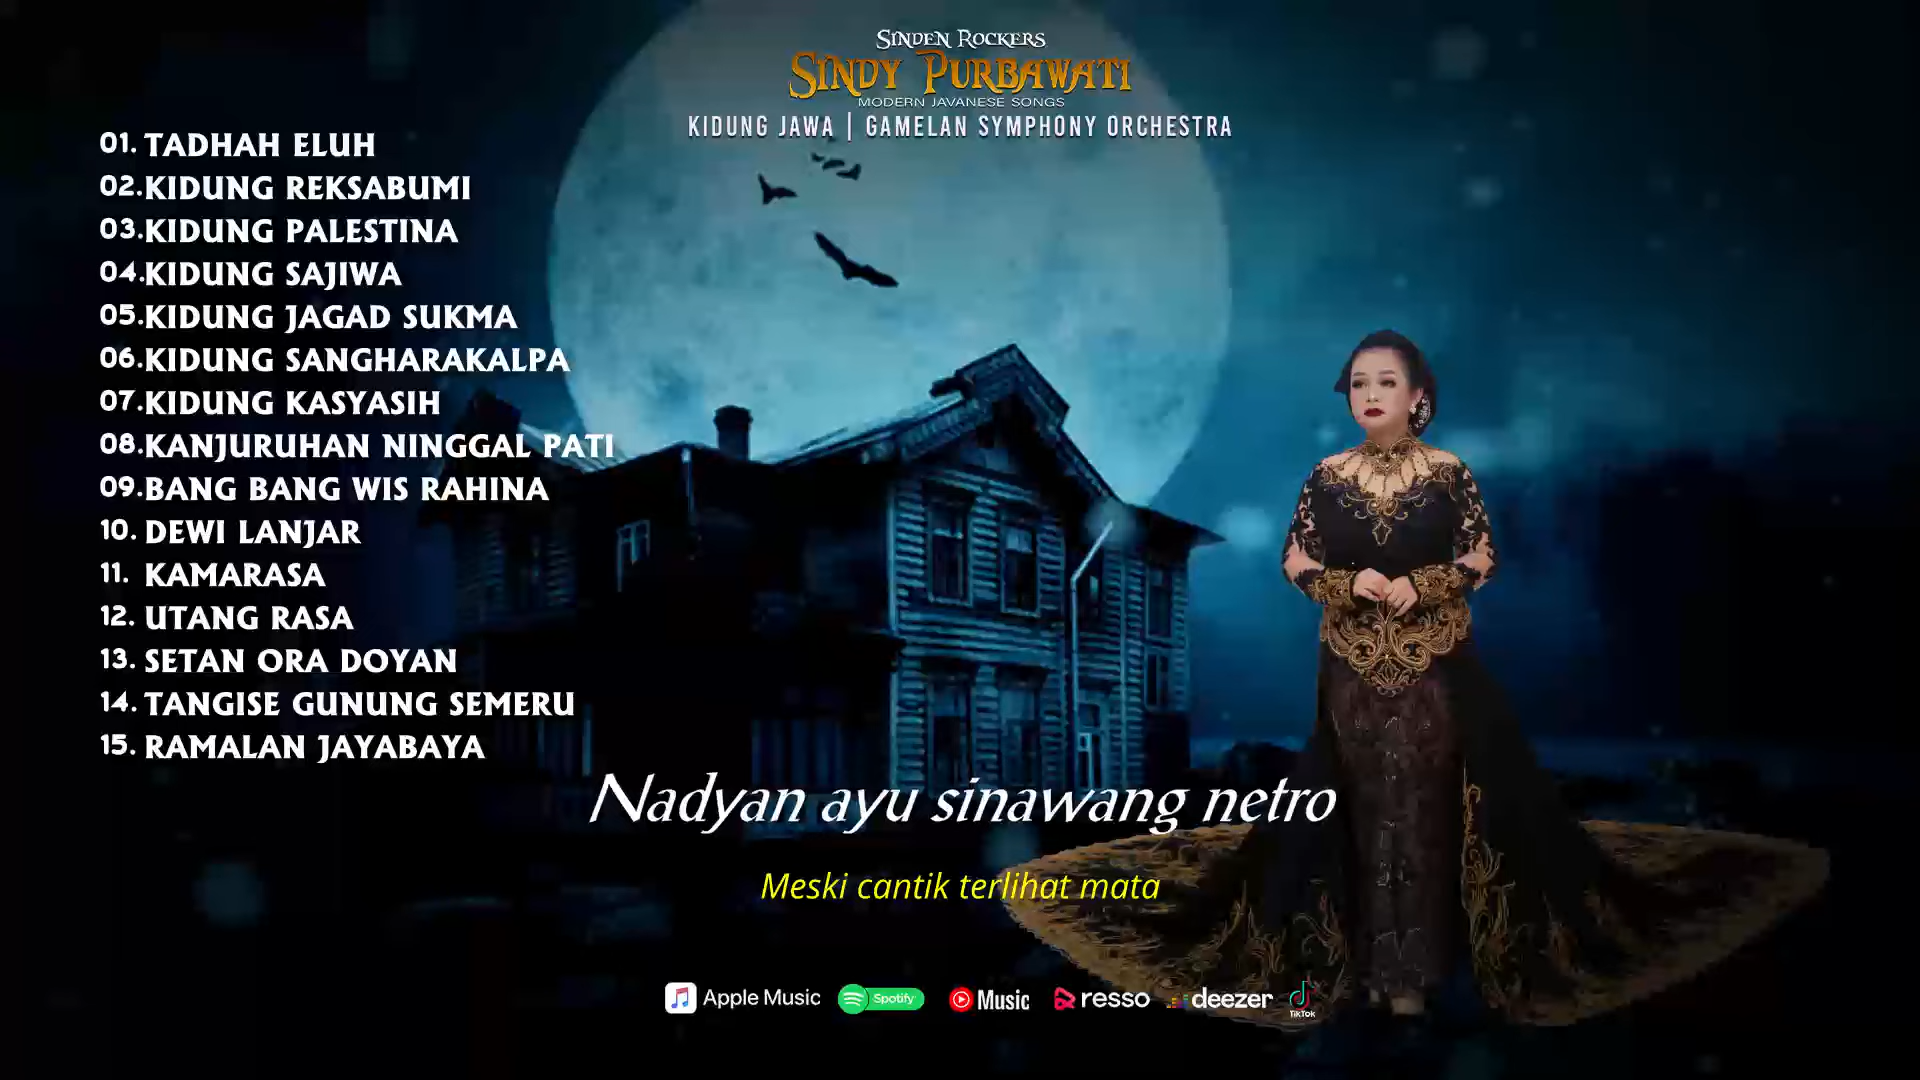 SINDEN ROCKERS
SINDY PURBAWATI
MODERN JAVANESE SONGS
KIDUNG JAWA | GAMELAN SYMPHONY ORCHESTRA
01. TADHAH ELUH
02.KIDUNG REKSABUMI
03.KIDUNG PALESTINA
04.KIDUNG SAJIWA
05.KIDUNG JAGAD SUKMA
06.KIDUNG SANGHARAKALPA
07.KIDUNG KASYASIH
08.KANJURUHAN NINGGAL PATI
09.BANG BANG WIS RAHINA
10. DEWI LANJAR
11. KAMARASA
12. UTANG RASA
13. SETAN ORA DOYAN
14. TANGISE GUNUNG SEMERU
15. RAMALAN JAYABAYA
Nadyan ayu sinawang netro
Meski cantik terlihat mata
Apple Music Spotify Music resso deezer TikTok